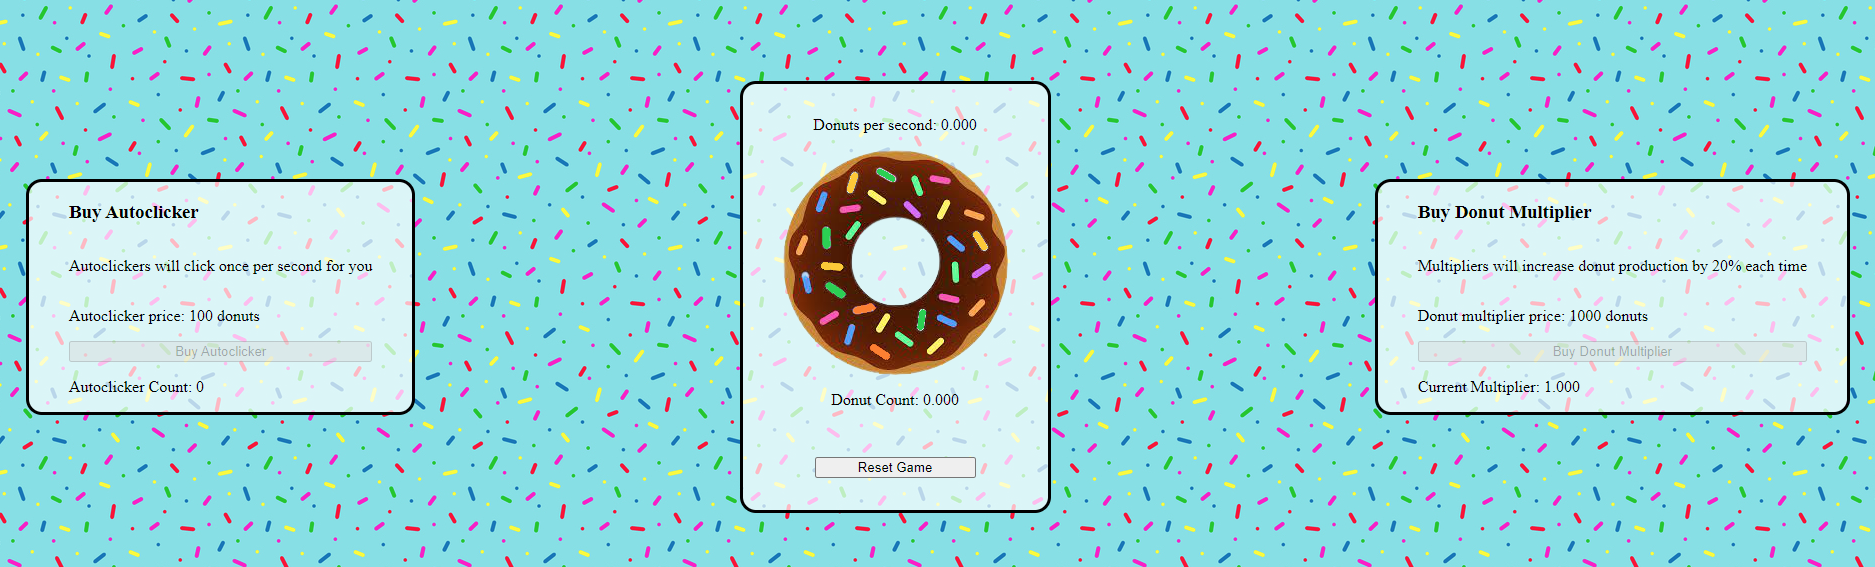 Buy Autoclicker
Autoclickers will click once per second for you
Autoclicker price: 100 donuts
Buy Autoclicker
Autoclicker Count: 0
Donuts per second: 0.000
Donut Count: 0.000
Reset Game
Buy Donut Multiplier
Multipliers will increase donut production by 20% each time
Donut multiplier price: 1000 donuts
Buy Donut Multiplier
Current Multiplier: 1.000